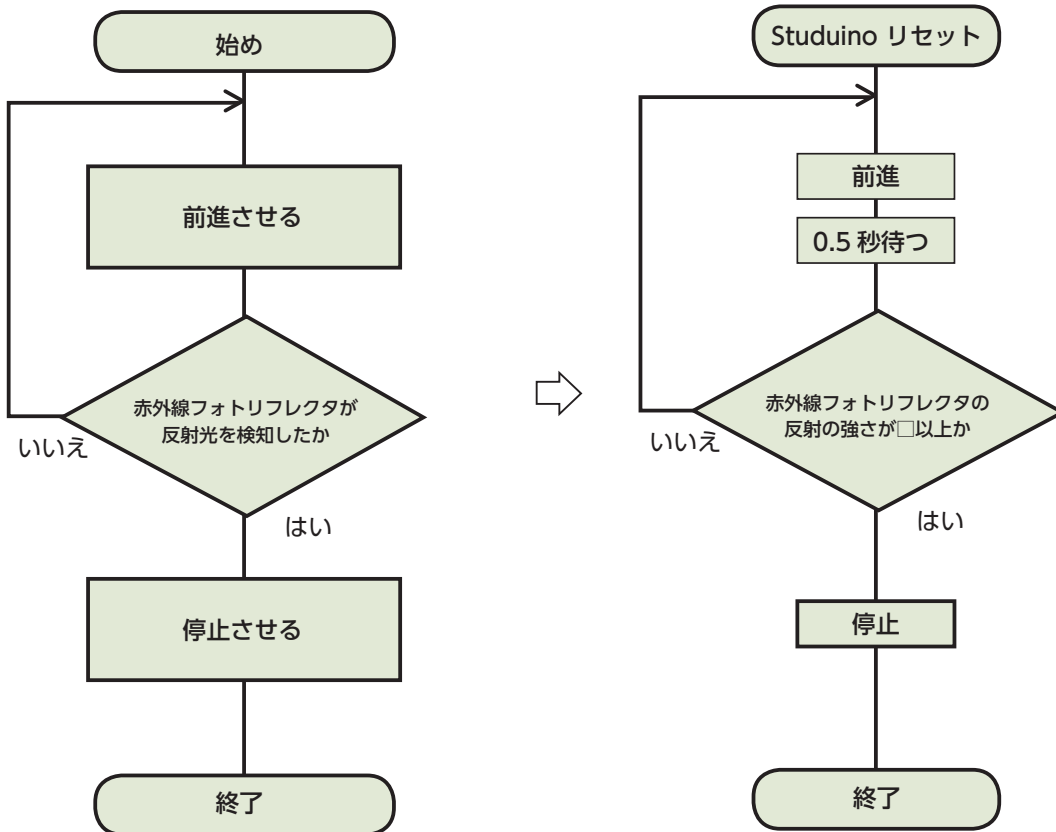 始め
前進させる
赤外線フォトリフレクタが
反射光を検知したか
いいえ
はい
停止させる
終了
Studuino リセット
前進
0.5 秒待つ
赤外線フォトリフレクタの
反射の強さが□以上か
いいえ
はい
停止
終了